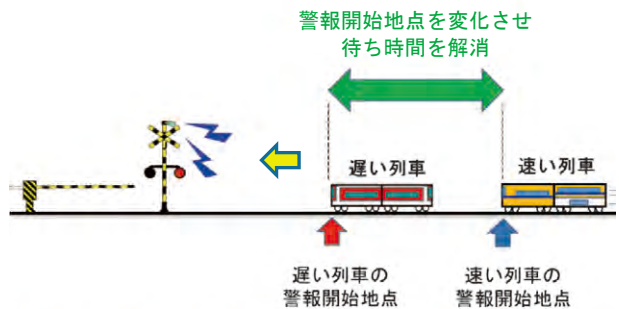 警報開始地点を変化させ
待ち時間を解消
遅い列車
速い列車
遅い列車の
警報開始地点
速い列車の
警報開始地点